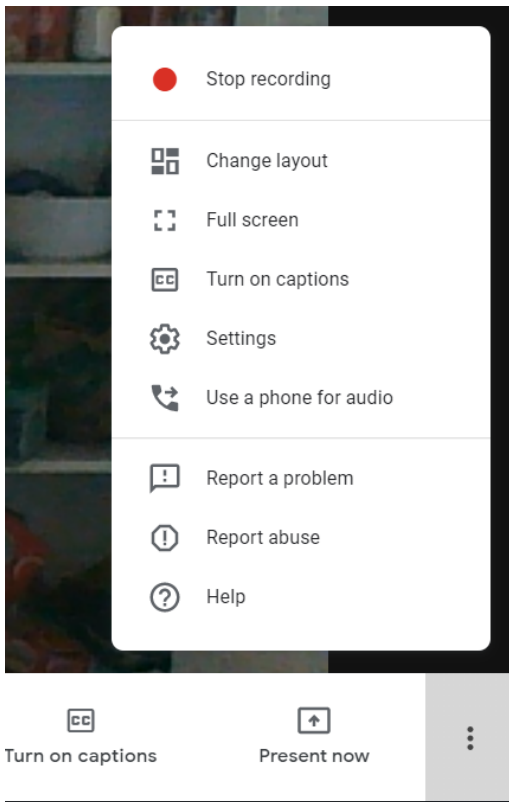 Stop recording
Change layout
Full screen
CC
Turn on captions
Settings
Use a phone for audio
Report a problem
Report abuse
Help
CC
Turn on captions
Present now